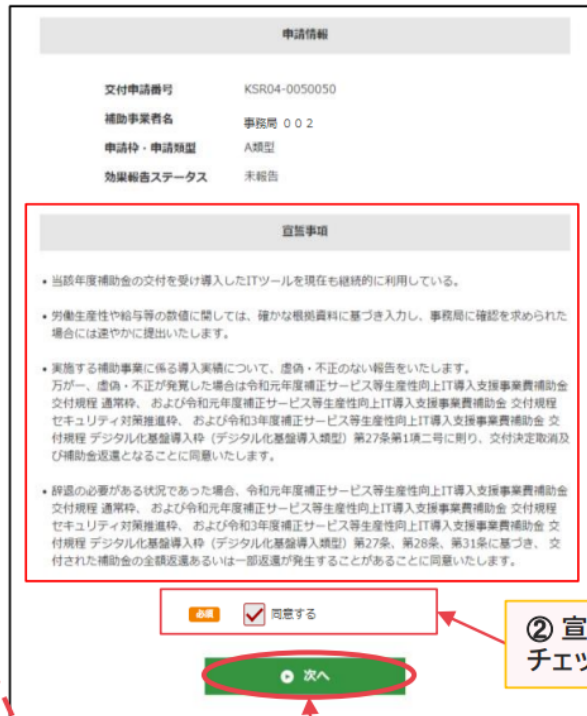 申請情報
交付申請番号 KSR04-0050050
補助事業者名 事務局 ００２
申請枠・申請類型 A類型
効果報告ステータス 未報告
宣誓事項
• 当該年度補助金の交付を受け導入したITツールを現在も継続的に利用している。
• 労働生産性や給与等の数値に関しては、確かな根拠資料に基づき入力し、事務局に確認を求められた
場合には速やかに提出いたします。
• 実施する補助事業に係る導入実績について、虚偽・不正のない報告をいたします。
万が一、虚偽・不正が発覚した場合は令和元年度補正サービス等生産性向上IT導入支援事業費補助金
交付規程 通常枠、 および令和元年度補正サービス等生産性向上IT導入支援事業費補助金 交付規程
セキュリティ対策推進枠、 および令和3年度補正サービス等生産性向上IT導入支援事業費補助金 交
付規程 デジタル化基盤導入枠（デジタル化基盤導入類型）第27条第1項二号に則り、交付決定取消及
び補助金返還となることに同意いたします。
• 辞退の必要がある状況であった場合、令和元年度補正サービス等生産性向上IT導入支援事業費補助金
交付規程 通常枠、 および令和元年度補正サービス等生産性向上IT導入支援事業費補助金 交付規程
セキュリティ対策推進枠、 および令和3年度補正サービス等生産性向上IT導入支援事業費補助金 交
付規程 デジタル化基盤導入枠（デジタル化基盤導入類型）第27条、第28条、第31条に基づき、 交
付された補助金の全額返還あるいは一部返還が発生することがあることに同意いたします。
必須 同意する
② 宣
チェッ
次へ